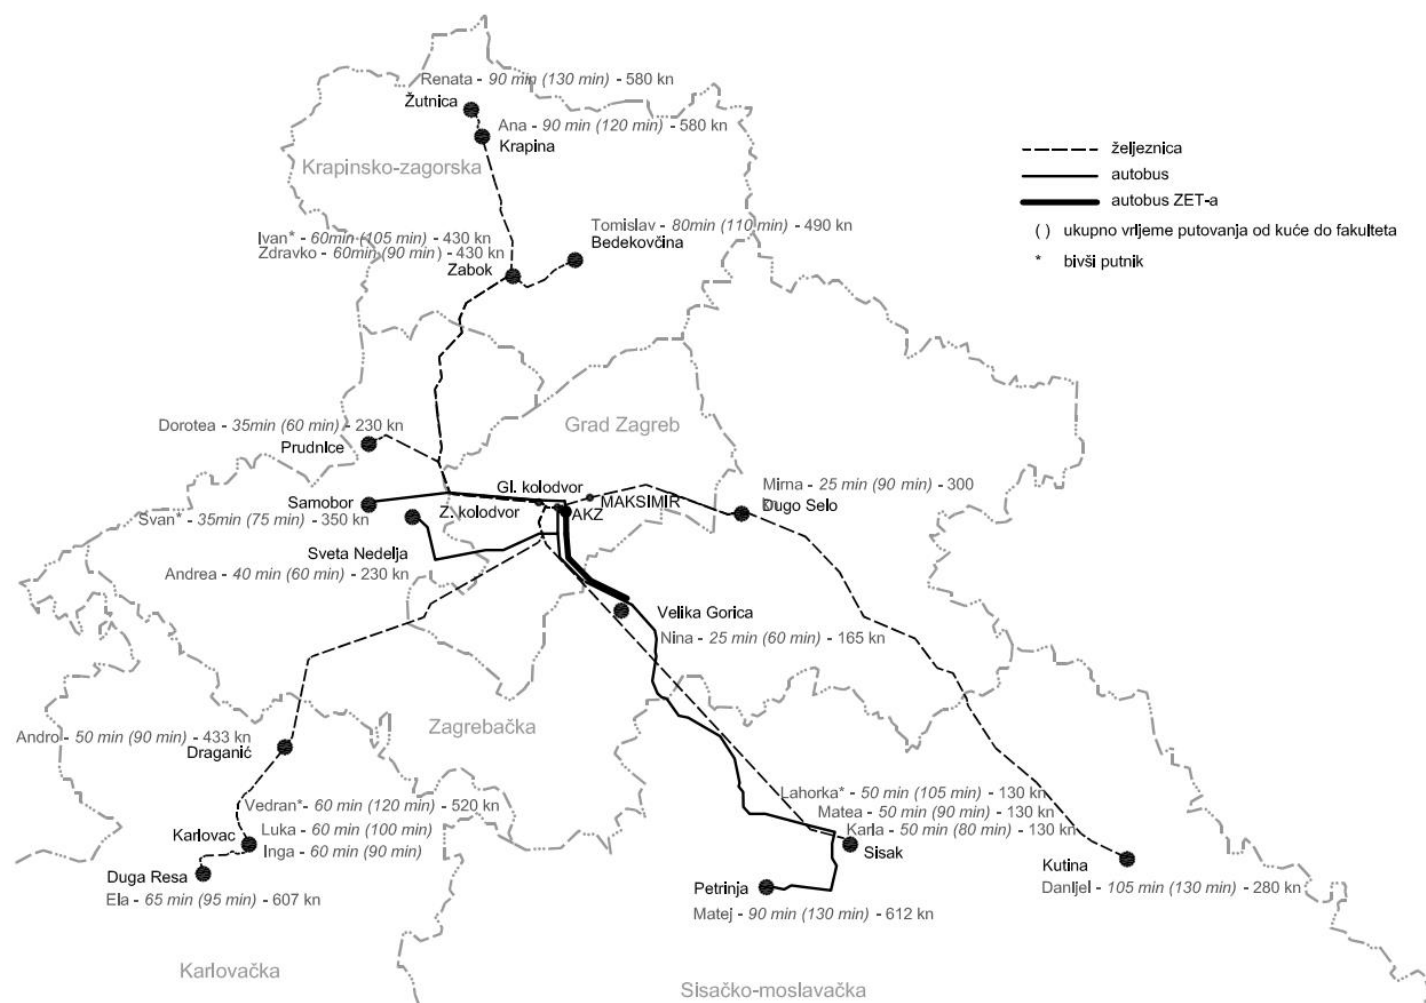 Renata - 90 min (130 min) - 580 kn
Žutnica
Ana - 90 min (120 min) - 580 kn
Krapina
Krapinsko-zagorska
željeznica
autobus
autobus ZET-a
( ) ukupno vrijeme putovanja od kuće do fakulteta
* bivši putnik
Tomislav - 80min (110 min) - 490 kn
Bedekovčina
Ivan* - 60min (105 min) - 430 kn
Zdravko - 60min (90 min ) - 430 kn
Zabok
Dorotea - 35min (60 min) - 230 kn
Prudnice
Grad Zagreb
Gl. kolodvor
MAKSIMIR
Mirna - 25 min (90 min) - 300
kn
Dugo Selo
Samobor
Svan* - 35min (75 min) - 350 kn
Z. kolodvor
AKZ
Sveta Nedelja
Andrea - 40 min (60 min) - 230 kn
Velika Gorica
Nina - 25 min (60 min) - 165 kn
Zagrebačka
Andro - 50 min (90 min) - 433 kn
Draganić
Vedran*- 60 min (120 min) - 520 kn
Karlovac
Luka - 60 min (100 min)
Inga - 60 min (90 min)
Duga Resa
Ela - 65 min (95 min) - 607 kn
Lahorka* - 50 min (105 min) - 130 kn
Matea - 50 min (90 min) - 130 kn
Karla - 50 min (80 min) - 130 kn
Sisak
Petrinja
Matej - 90 min (130 min) - 612 kn
Kutina
Danijel - 105 min (130 min) - 280 kn
Karlovačka
Sisačko-moslavačka